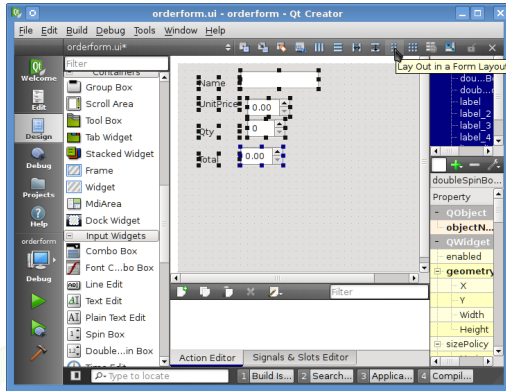 orderform.ui - orderform - Qt Creator
File Edit Build Debug Tools Window Help
orderform.ui*
Lay Out in a Form Layout
Welcome
Edit
Design
Debug
Projects
Help
orderform
Debug
Filter
Containers
Group Box
Scroll Area
Tool Box
Tab Widget
Stacked Widget
Frame
Widget
MdiArea
Dock Widget
Input Widgets
Combo Box
Font C...bo Box
Line Edit
Text Edit
Plain Text Edit
Spin Box
Double...in Box
Time Edit
Name
UnitPrice
0.00
Qty
0
Total
0.00
Filter
Action Editor
Signals & Slots Editor
dou...B
doub...
label
label_2
label_3
label_4
doubleSpinBo...
Property
QObject
objectN...
QWidget
enabled
geometry
X
Y
Width
Height
sizePolicy
Type to locate
1 Build Is...
2 Search...
3 Applica...
4 Compil...